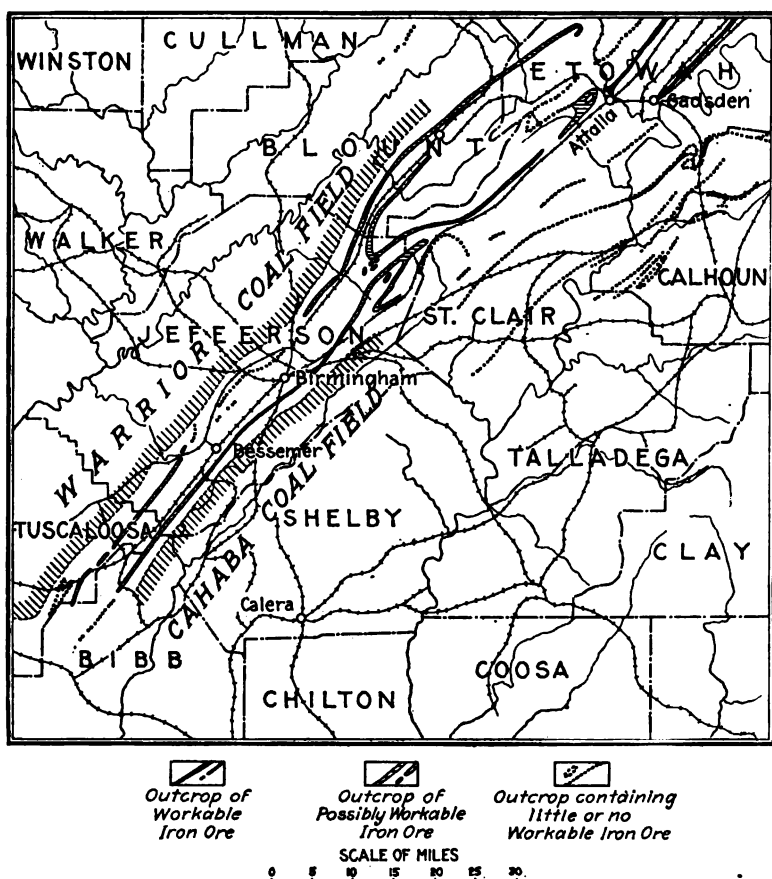 CULLMAN
WINSTON
ETOWAH
Gadsden
Attalla
BLOUNT
WALKER
COAL FIELD
CALHOUN
ST. CLAIR
JEFFERSON
WARRIOR
Birmingham
Bessemer
COAL FIELD
TALLADEGA
TUSCALOOSA
SHELBY
CLAY
CAHABA
Calera
BIBB
COOSA
CHILTON
Outcrop of
Workable
Iron Ore
Outcrop of
Possibly Workable
Iron Ore
Outcrop containing
little or no
Workable Iron Ore
SCALE OF MILES
0 5 10 15 20 25 30